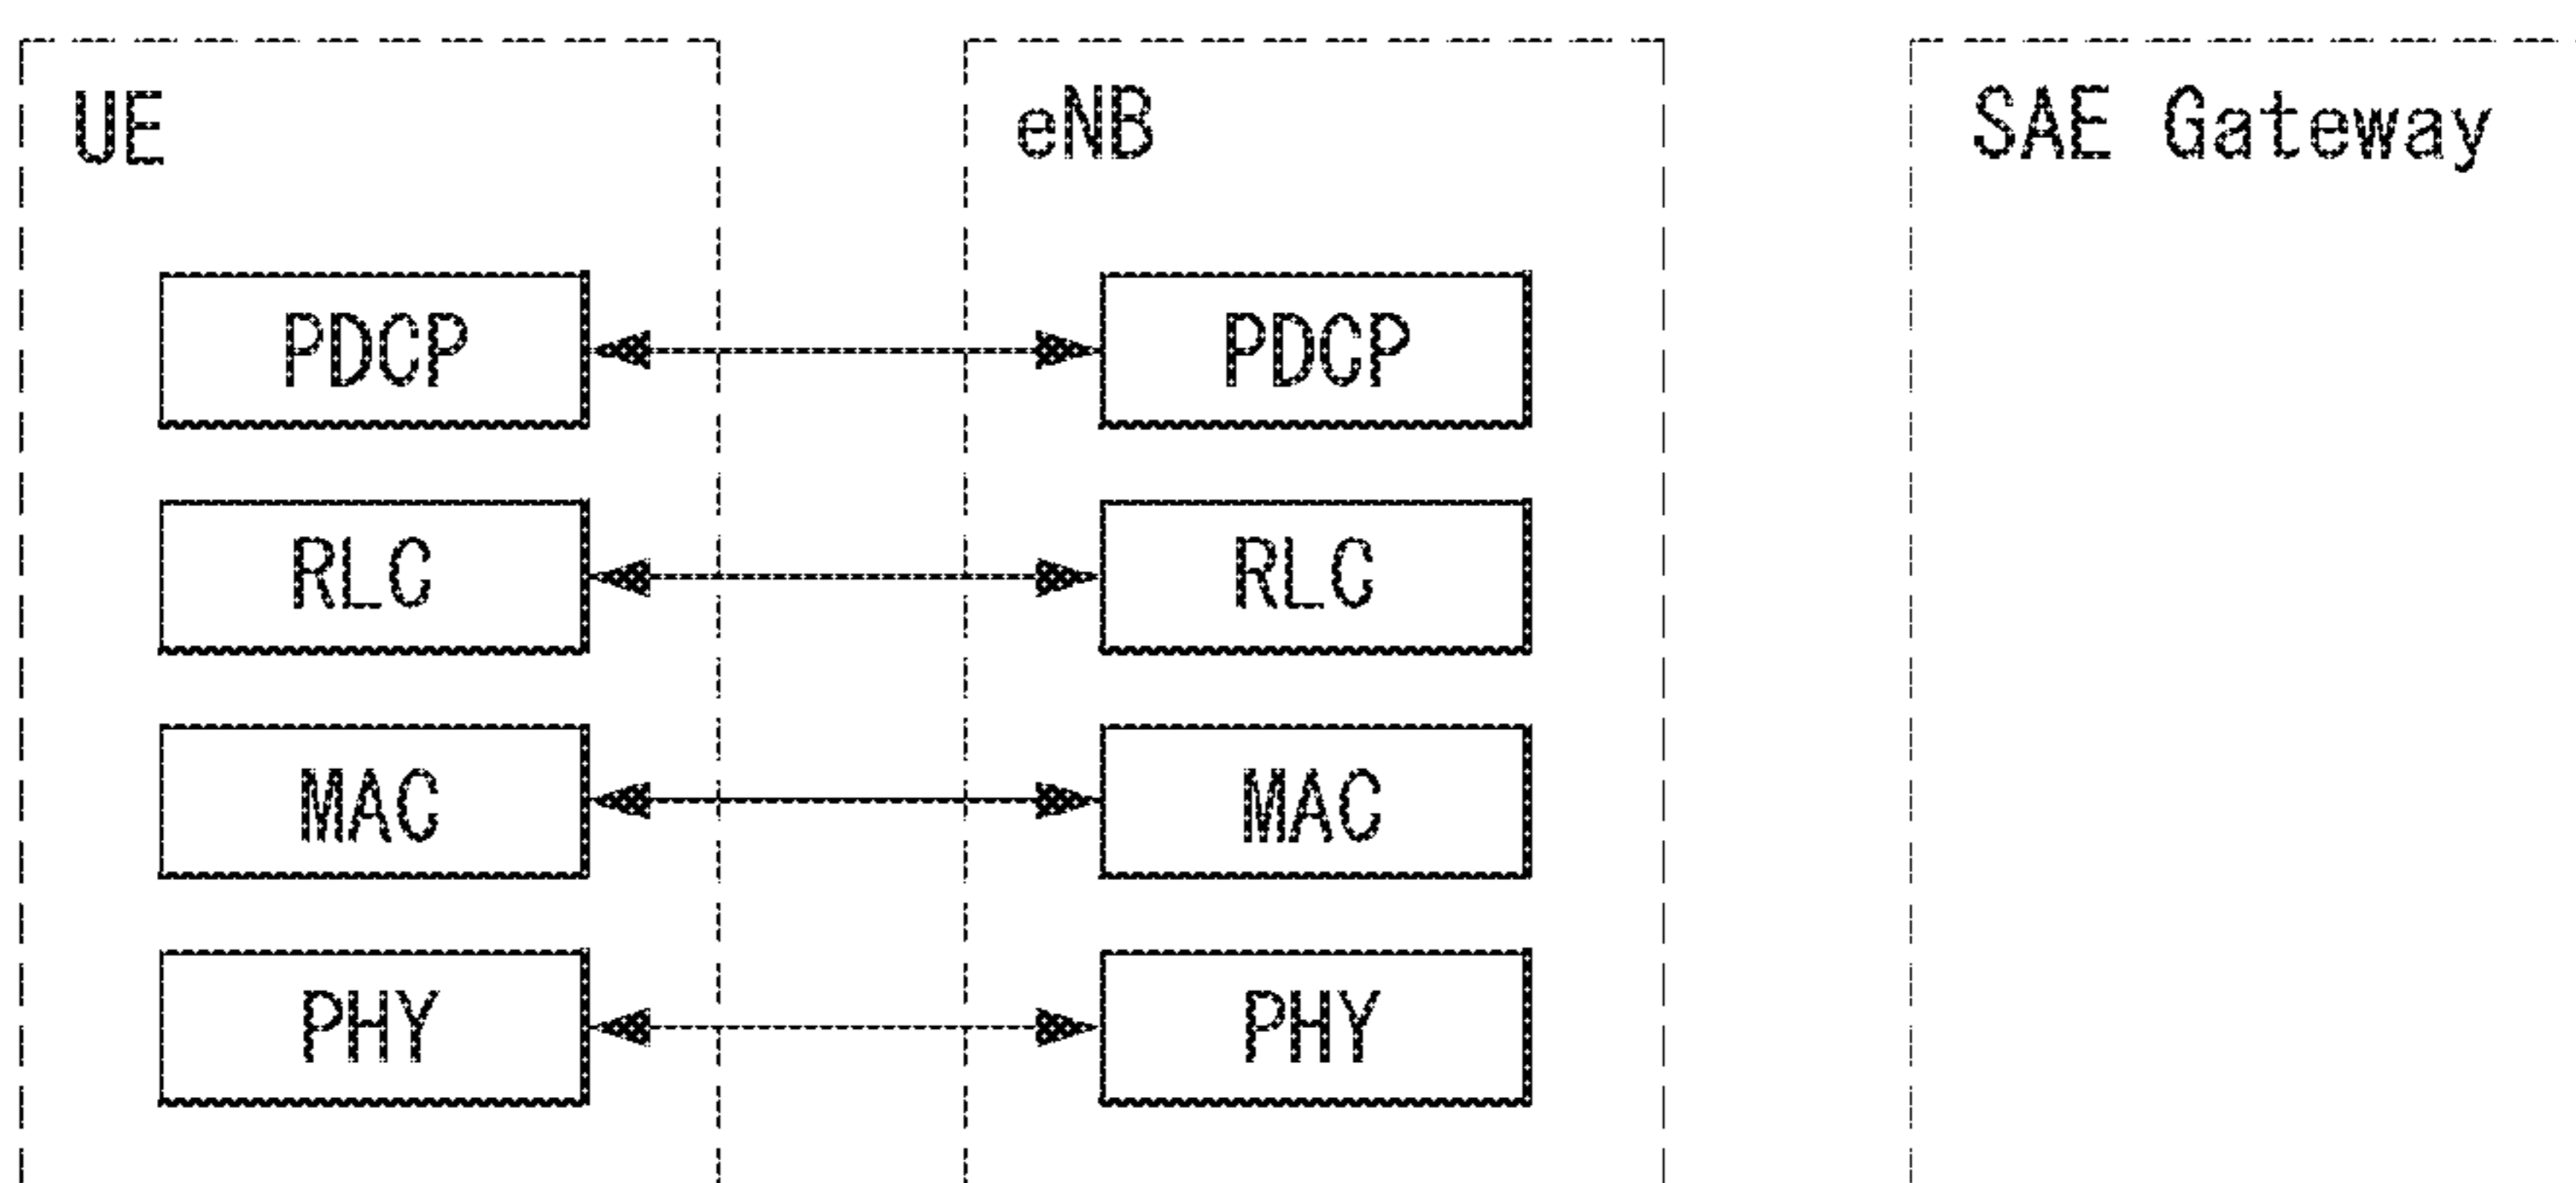 UE
eNB
SAE Gateway
PDCP
PDCP
RLC
RLC
MAC
MAC
PHY
PHY